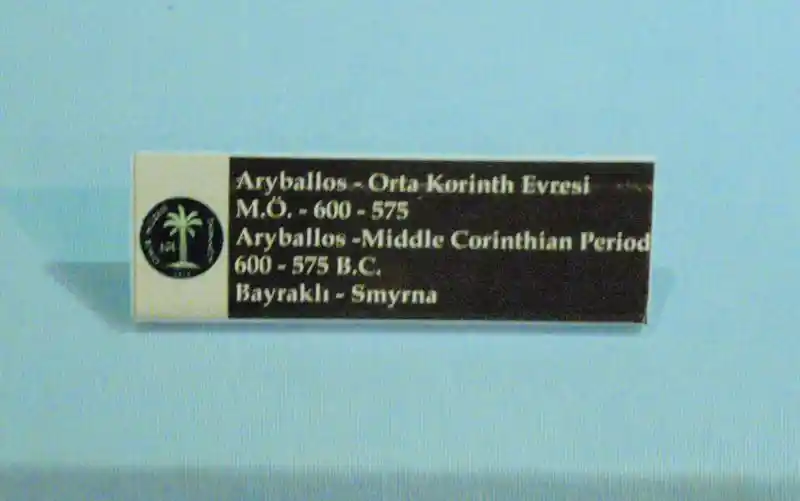 Aryballos - Orta Korinth Evresi
M.Ö. - 600 - 575
Aryballos -Middle Corinthian Period
600 - 575 B.C.
Bayraklı - Smyrna